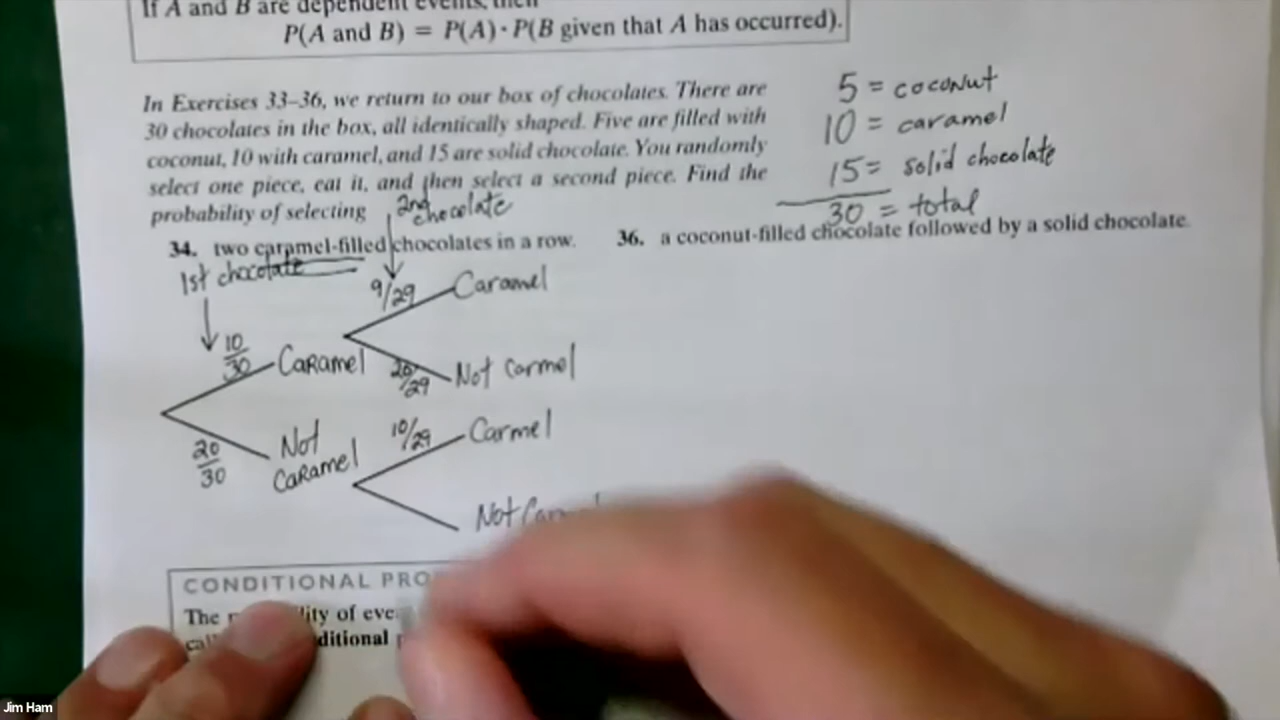 If A and B are dependent events, then
P(A and B) = P(A) · P(B given that A has occurred).
In Exercises 33–36, we return to our box of chocolates. There are
30 chocolates in the box, all identically shaped. Five are filled with
coconut, 10 with caramel, and 15 are solid chocolate. You randomly
select one piece, eat it, and then select a second piece. Find the
probability of selecting
5 = coconut
10 = caramel
15 = solid chocolate
30 = total
2nd
chocolate
34. two caramel-filled chocolates in a row.
36. a coconut-filled chocolate followed by a solid chocolate.
1st chocolate
9/29 Caramel
10/30 Caramel
20/29 Not Carmel
10/29 Carmel
20/30 Not
Caramel
Not
CONDITIONAL
The
of eve
Jim Ham